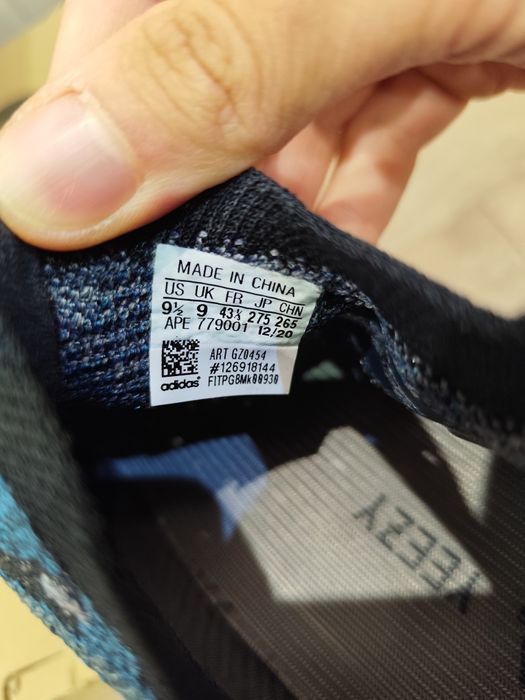 MADE IN CHINA
US UK FR JP CHN
9½ 9 43⅓ 275 265
APE 779001 12/20
ART GZ0454
#126918144
adidas FITPGBMk00930
YEEZY